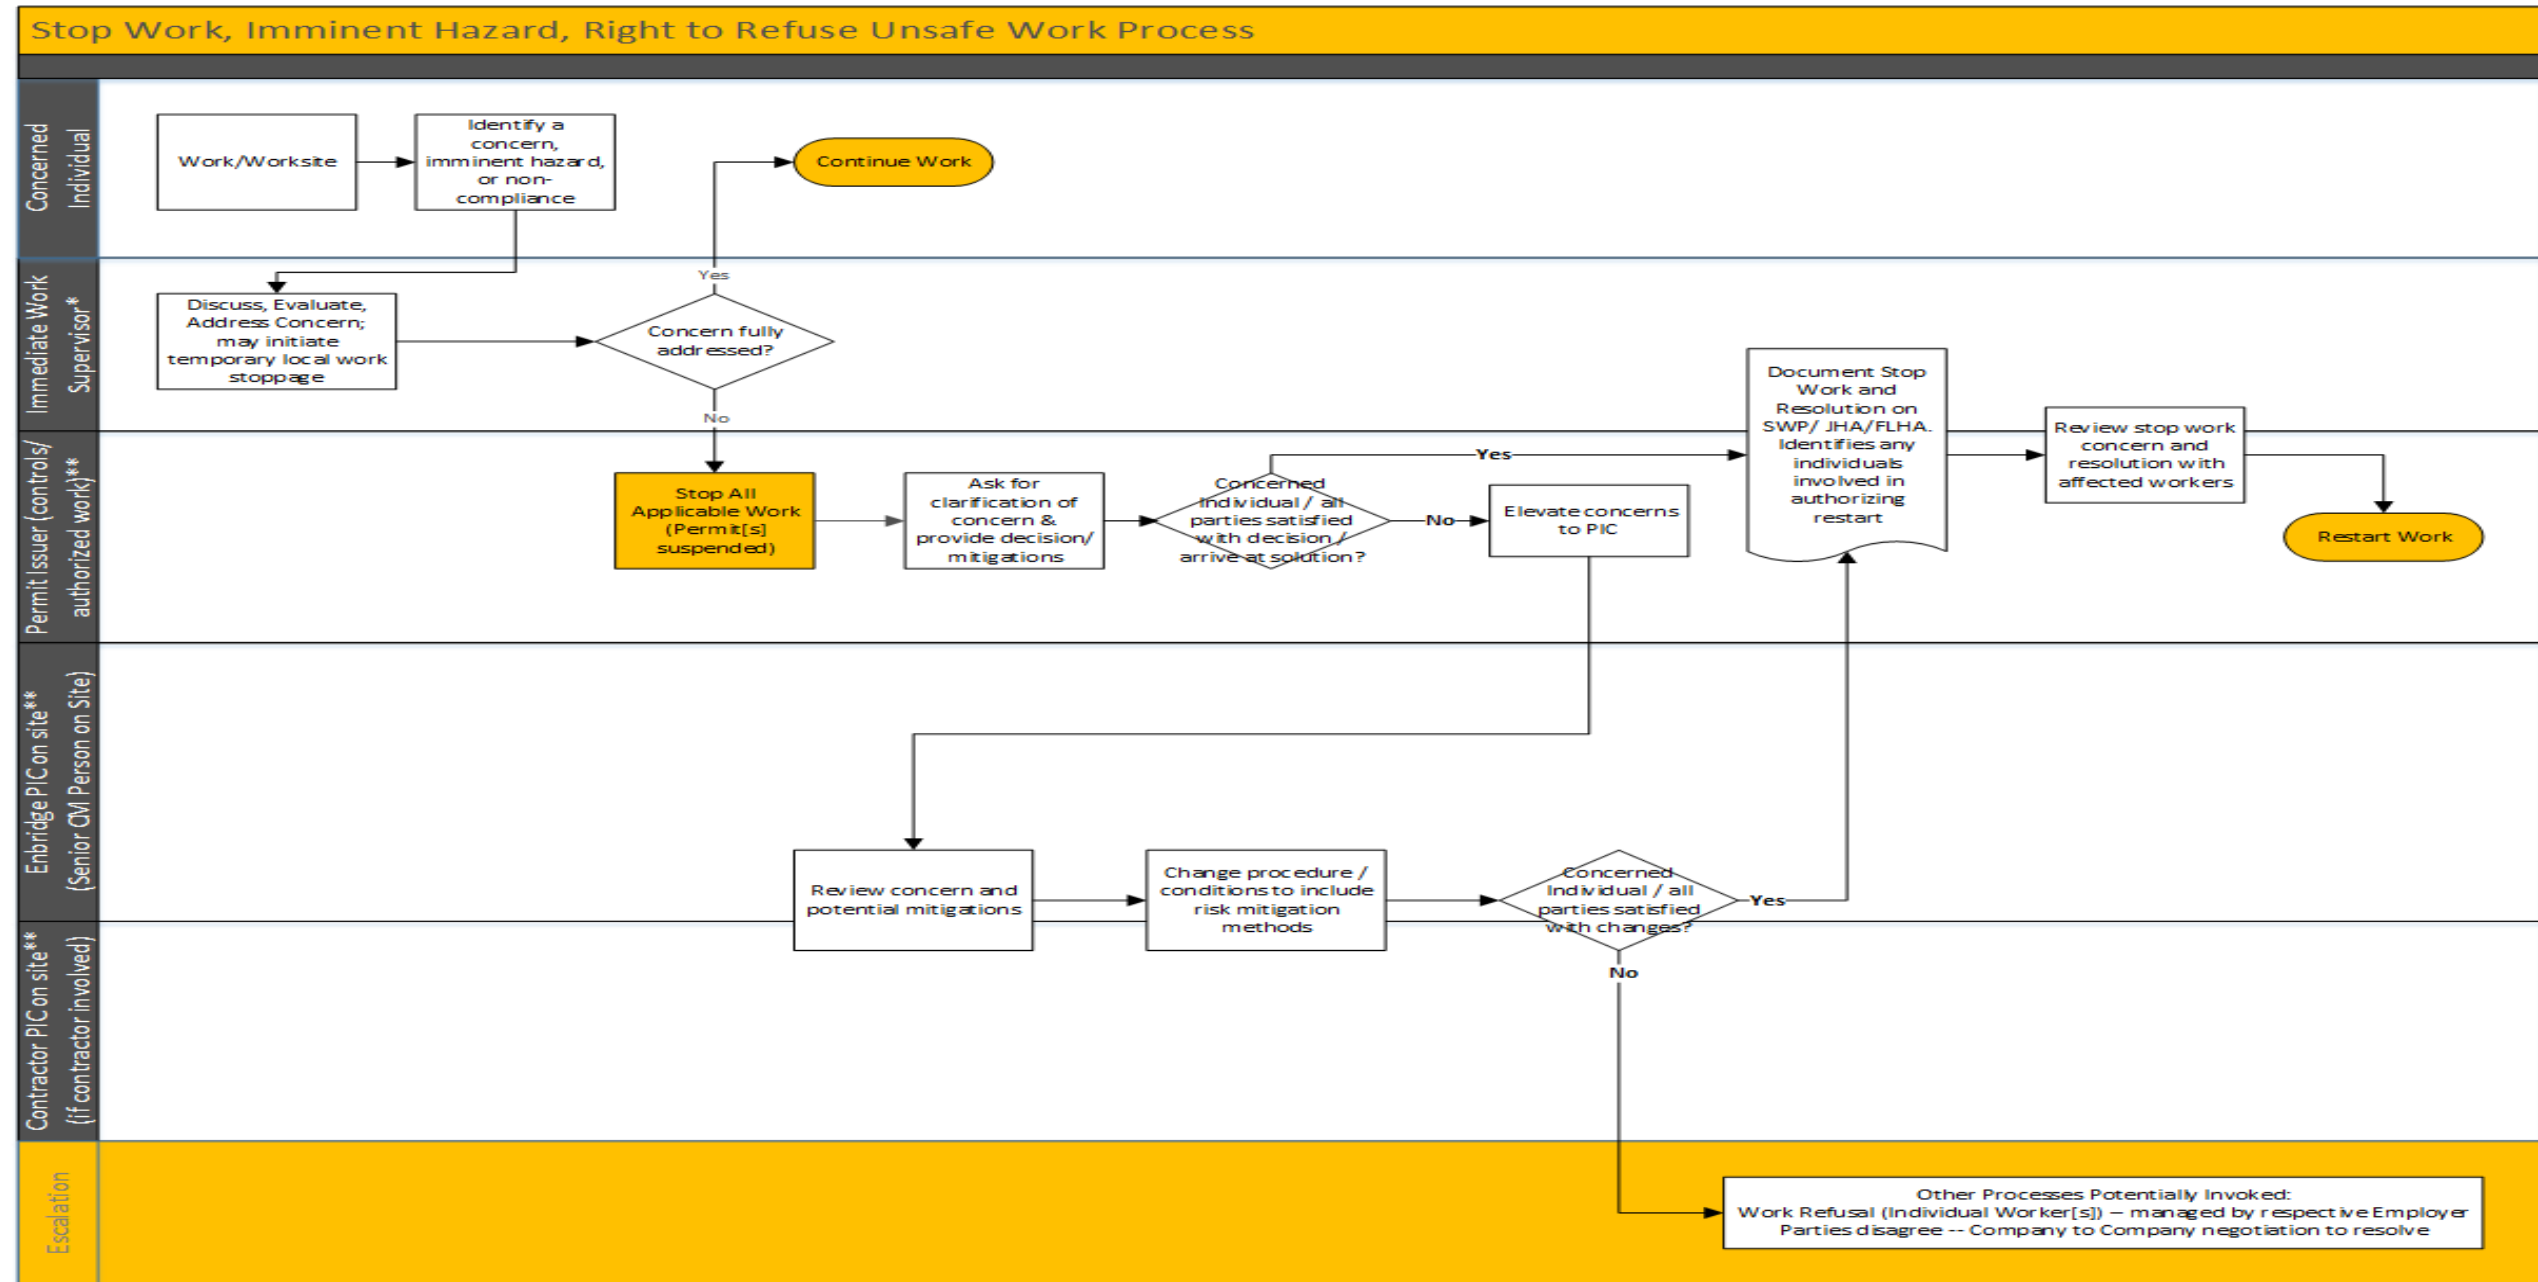 Stop Work, Imminent Hazard, Right to Refuse Unsafe Work Process
Concerned
Individual
Work/Worksite
Identify a
concern,
imminent hazard,
or non-
compliance
Continue Work
Immediate Work
Supervisor*
Discuss, Evaluate,
Address Concern;
may initiate
temporary local work
stoppage
Yes
Concern fully
addressed?
No
Permit Issuer (controls/
authorized work)**
Stop All
Applicable Work
(Permit[s]
suspended)
Ask for
clarification of
concern &
provide decision/
mitigations
Concerned
Individual / all
parties satisfied
with decision /
arrive at solution?
Yes
No
Elevate concerns
to PIC
Document Stop
Work and
Resolution on
SWP/ JHA/FLHA.
Identifies any
individuals
involved in
authorizing
restart
Review stop work
concern and
resolution with
affected workers
Restart Work
Enbridge PIC on site**
(Senior CM Person on Site)
Review concern and
potential mitigations
Change procedure /
conditions to include
risk mitigation
methods
Concerned
Individual / all
parties satisfied
with changes?
Yes
No
Contractor PIC on site**
(if contractor involved)
Escalation
Other Processes Potentially Invoked:
Work Refusal (Individual Worker[s]) – managed by respective Employer
Parties disagree -- Company to Company negotiation to resolve